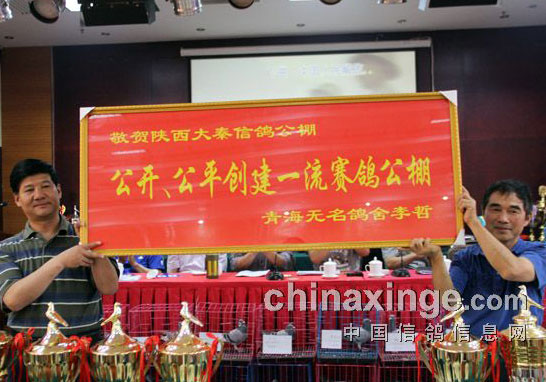 敬贺陕西大秦信鸽公棚
公开、公平创建一流赛鸽公棚
青海无名鸽舍李哲
chinaxinge.com
中国信鸽信息网